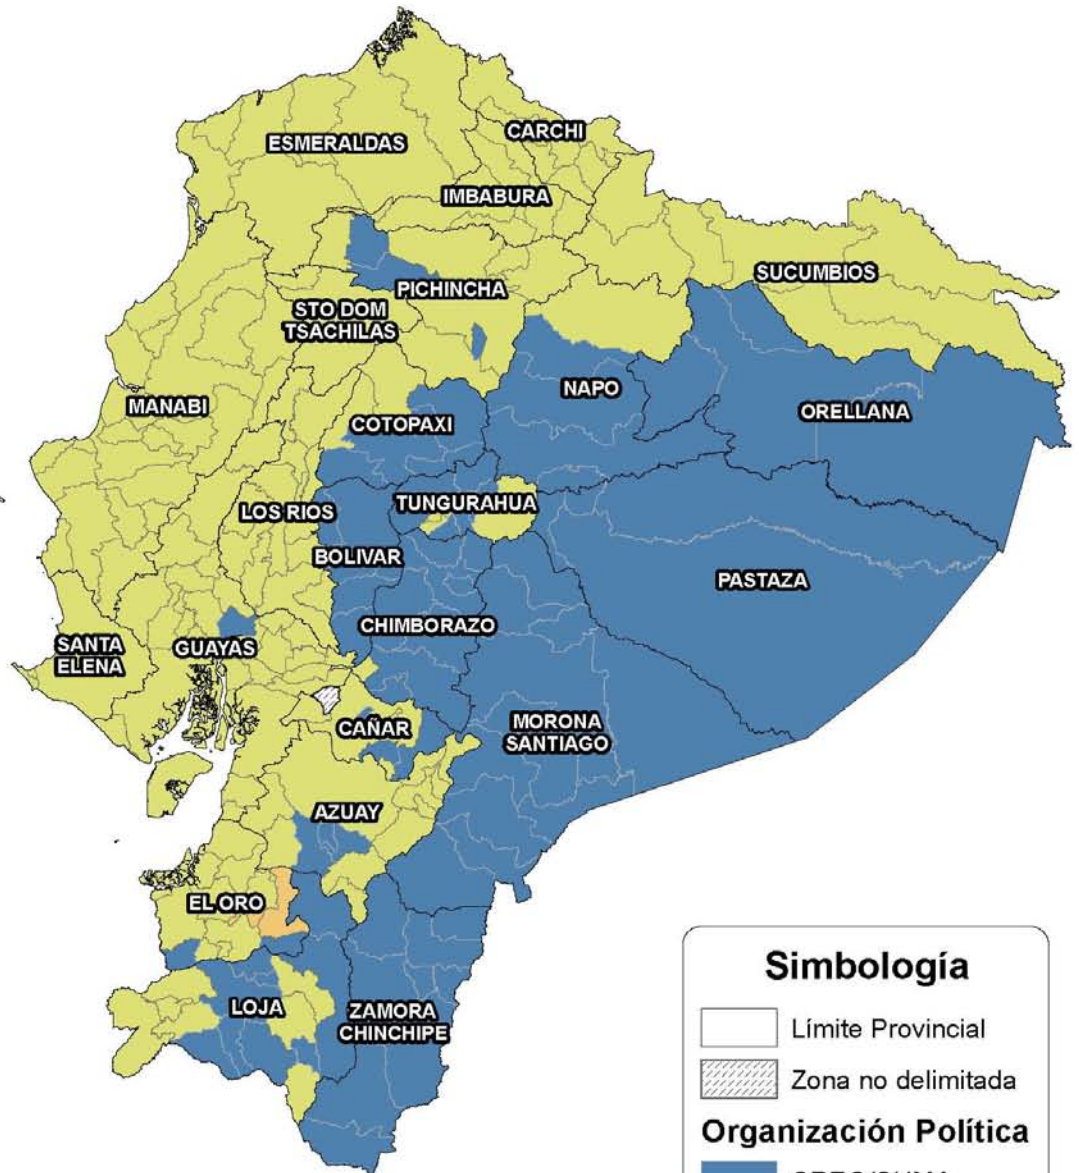 ESMERALDAS
CARCHI
IMBABURA
SUCUMBIOS
PICHINCHA
STO DOM
TSACHILAS
NAPO
MANABI
ORELLANA
COTOPAXI
TUNGURAHUA
LOS RIOS
BOLIVAR
PASTAZA
CHIMBORAZO
SANTA
ELENA
GUAYAS
CAÑAR
MORONA
SANTIAGO
AZUAY
EL ORO
LOJA
ZAMORA
CHINCHIPE
Simbología
Límite Provincial
Zona no delimitada
Organización Política